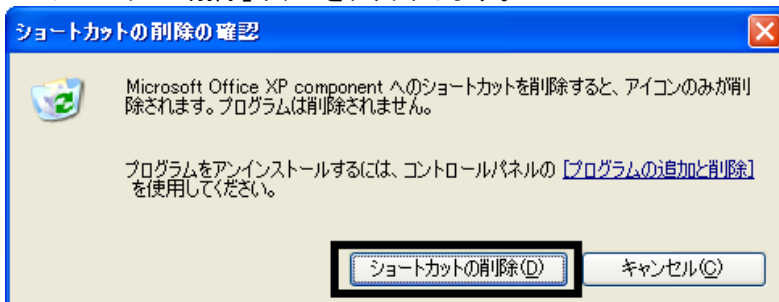 ショートカットの削除の確認
Microsoft Office XP component へのショートカットを削除すると、アイコンのみが削
除されます。プログラムは削除されません。
プログラムをアンインストールするには、コントロールパネルの [プログラムの追加と削除]
を使用してください。
ショートカットの削除(D)
キャンセル(C)